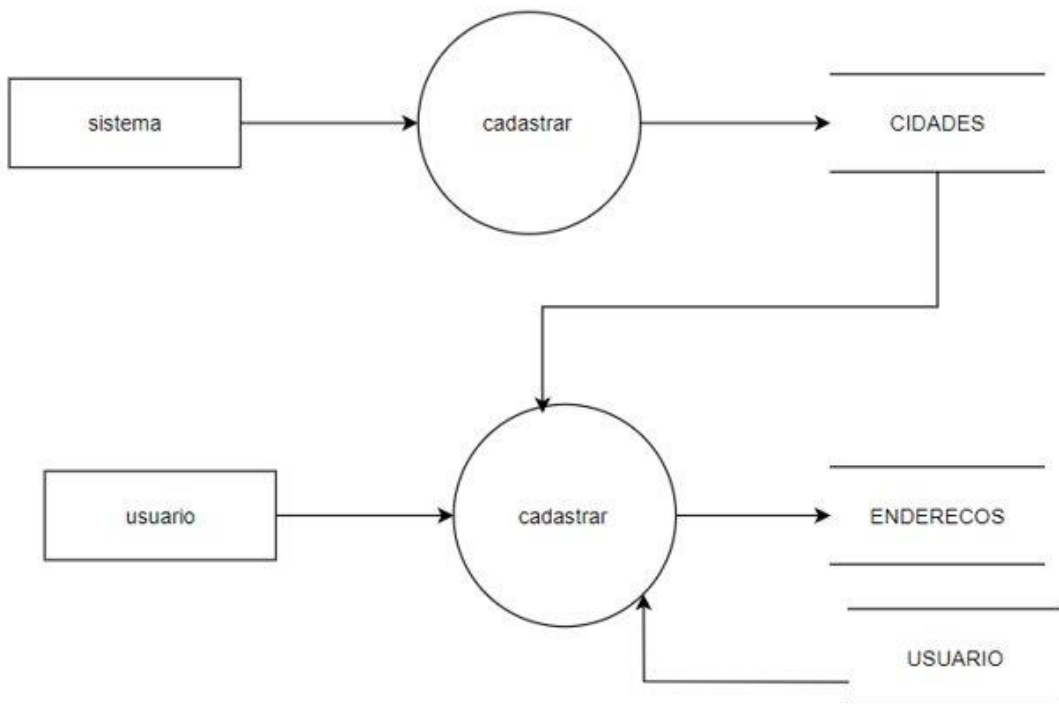 sistema
cadastrar
CIDADES
usuario
cadastrar
ENDERECOS
USUARIO